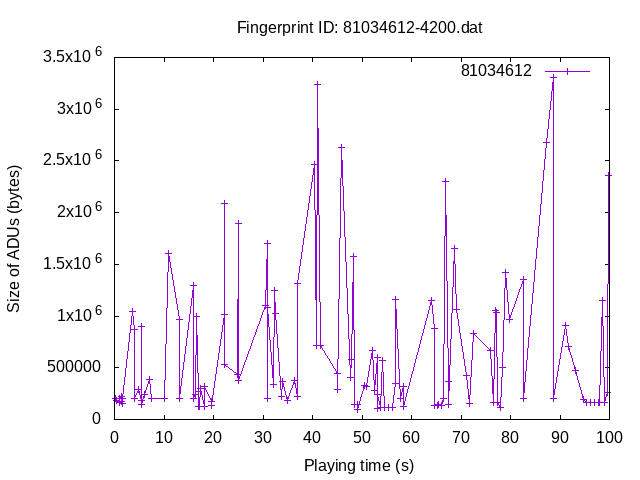 Fingerprint ID: 81034612-4200.dat
81034612
3.5x10^6
3x10^6
2.5x10^6
2x10^6
1.5x10^6
1x10^6
500000
0
Size of ADUs (bytes)
0 10 20 30 40 50 60 70 80 90 100
Playing time (s)